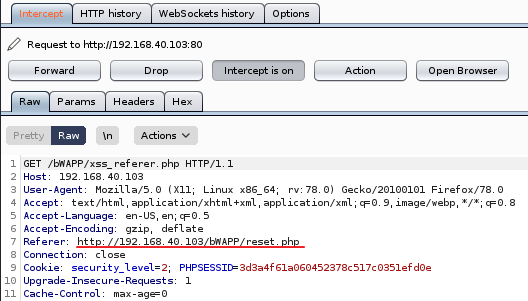 Intercept HTTP history WebSockets history Options
Request to http://192.168.40.103:80
Forward Drop Intercept is on Action Open Browser
Raw Params Headers Hex
Pretty Raw \n Actions
1 GET /bWAPP/xss_referer.php HTTP/1.1
2 Host: 192.168.40.103
3 User-Agent: Mozilla/5.0 (X11; Linux x86_64; rv:78.0) Gecko/20100101 Firefox/78.0
4 Accept: text/html,application/xhtml+xml,application/xml;q=0.9,image/webp,*/*;q=0.8
5 Accept-Language: en-US,en;q=0.5
6 Accept-Encoding: gzip, deflate
7 Referer: http://192.168.40.103/bWAPP/reset.php
8 Connection: close
9 Cookie: security_level=2; PHPSESSID=3d3a4f61a060452378c517c0351efd0e
10 Upgrade-Insecure-Requests: 1
11 Cache-Control: max-age=0